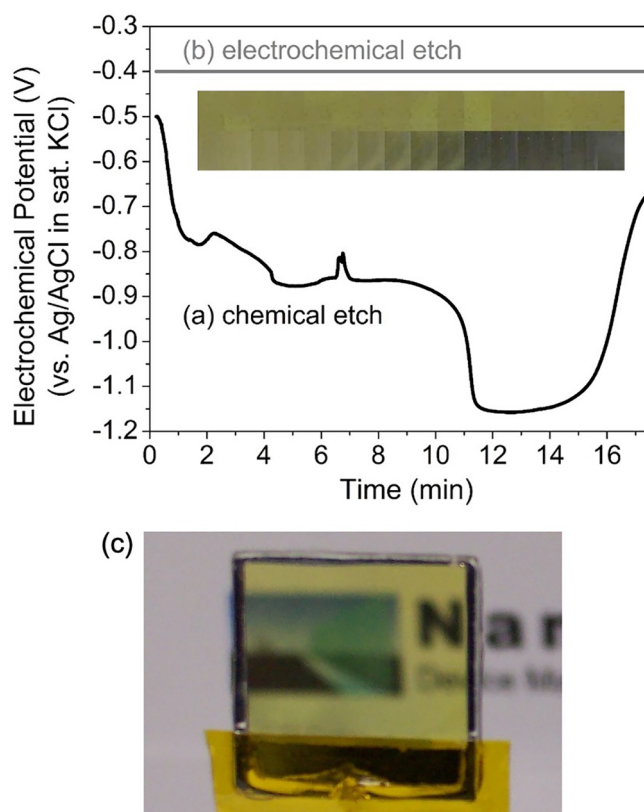 -0.3
(b) electrochemical etch
-0.4
-0.5
-0.6
-0.7
-0.8
-0.9
(a) chemical etch
-1.0
-1.1
-1.2
Electrochemical Potential (V)
(vs. Ag/AgCl in sat. KCl)
0 2 4 6 8 10 12 14 16
Time (min)
(c)
Nar